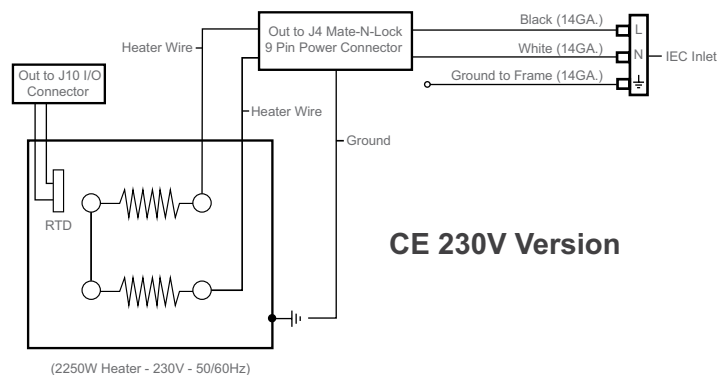 Out to J4 Mate-N-Lock
9 Pin Power Connector
Black (14GA.)
L
White (14GA.)
N
IEC Inlet
Ground to Frame (14GA.)
Heater Wire
Out to J10 I/O
Connector
Heater Wire
Ground
RTD
CE 230V Version
(2250W Heater - 230V - 50/60Hz)